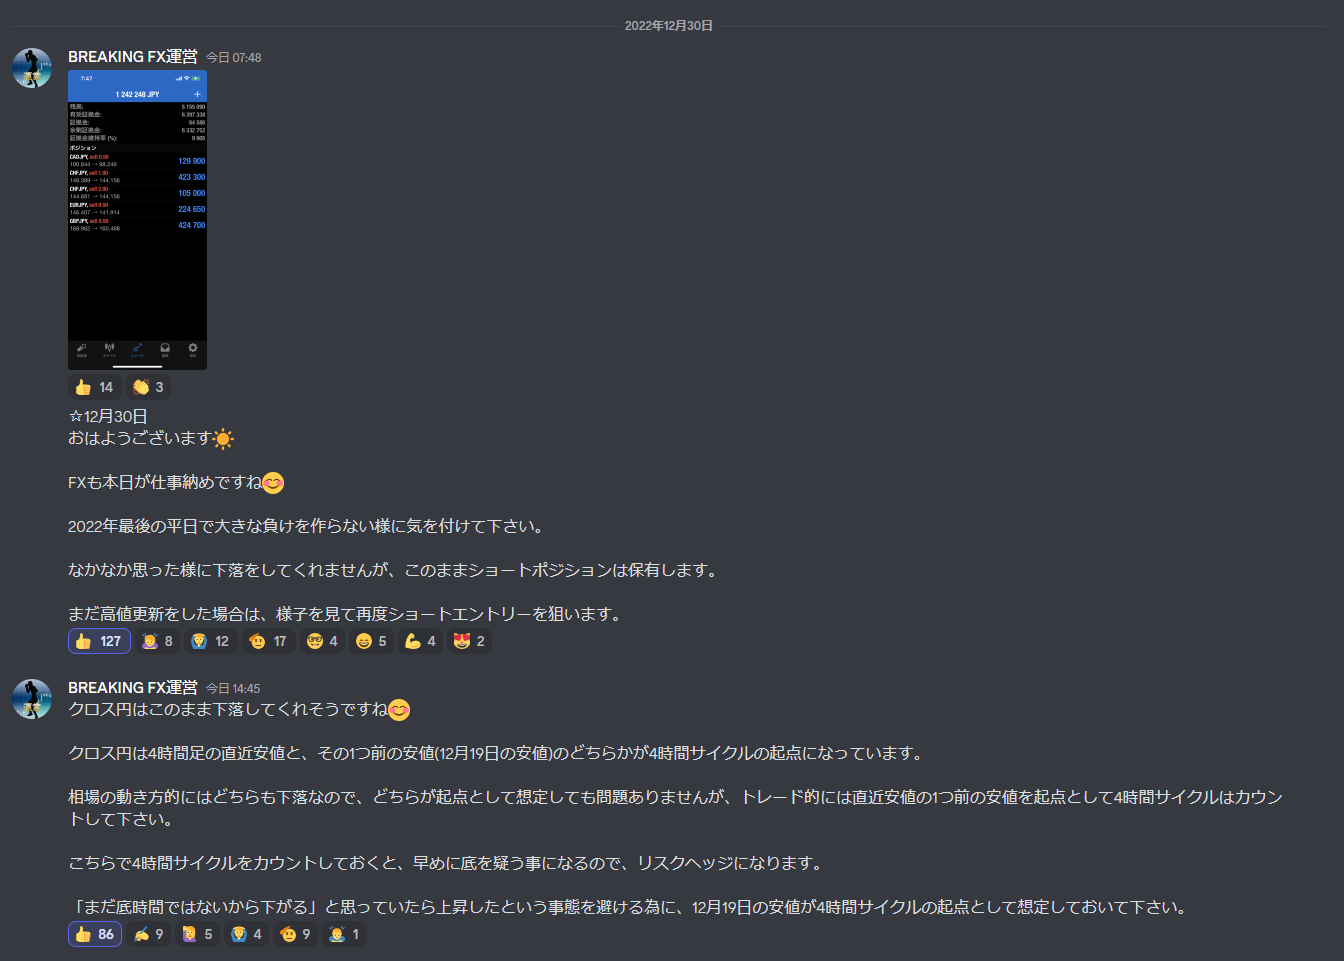 2022年12月30日
BREAKING FX運営 今日 07:48
7:47
1 242 248 JPY +
残高: 5 155 090
有効証拠金: 6 397 338
証拠金: 64 586
余剰証拠金: 6 332 752
証拠金維持率 (%): 9 905
ポジション
CADJPY, sell 0.50
100.844 → 98.246 129 900
CHFJPY, sell 1.00
148.389 → 144.156 423 300
CHFJPY, sell 2.00
144.681 → 144.156 105 000
EURJPY, sell 0.50
146.407 → 141.914 224 650
GBPJPY, sell 0.50
168.962 → 160.468 424 700
14 3
☆12月30日
おはようございます☀
FXも本日が仕事納めですね😊
2022年最後の平日で大きな負けを作らない様に気を付けて下さい。
なかなか思った様に下落をしてくれませんが、このままショートポジションは保有します。
まだ高値更新をした場合は、様子を見て再度ショートエントリーを狙います。
127 8 12 17 4 5 4 2
BREAKING FX運営 今日 14:45
クロス円はこのまま下落してくれそうですね😊
クロス円は4時間足の直近安値と、その1つ前の安値(12月19日の安値)のどちらかが4時間サイクルの起点になっています。
相場の動き方的にはどちらも下落なので、どちらが起点として想定しても問題ありませんが、トレード的には直近安値の1つ前の安値を起点として4時間サイクルはカウン
トして下さい。
こちらで4時間サイクルをカウントしておくと、早めに底を疑う事になるので、リスクヘッジになります。
「まだ底時間ではないから下がる」と思っていたら上昇したという事態を避ける為に、12月19日の安値が4時間サイクルの起点として想定しておいて下さい。
86 9 5 4 9 1